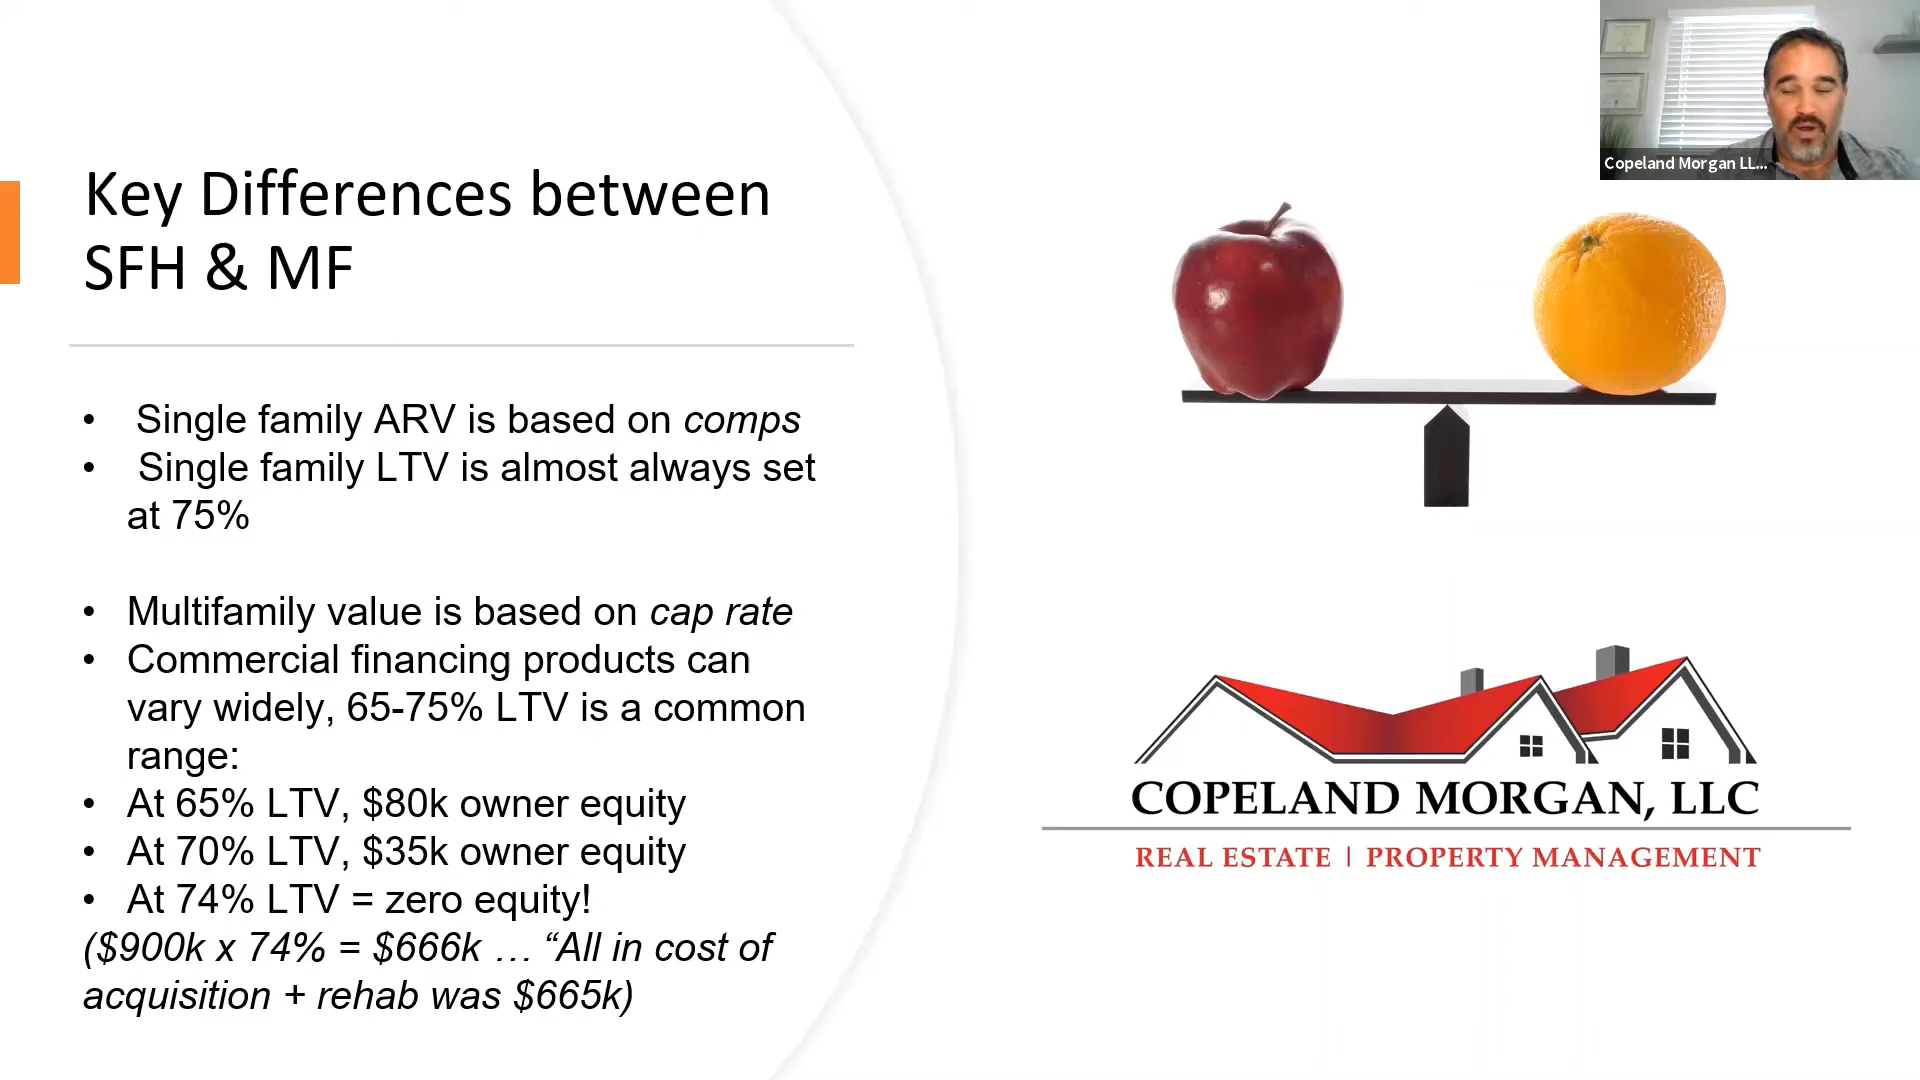 Copeland Morgan LL...
Key Differences between
SFH & MF
• Single family ARV is based on comps
• Single family LTV is almost always set
at 75%
• Multifamily value is based on cap rate
• Commercial financing products can
vary widely, 65-75% LTV is a common
range:
• At 65% LTV, $80k owner equity
• At 70% LTV, $35k owner equity
• At 74% LTV = zero equity!
($900k x 74% = $666k … “All in cost of
acquisition + rehab was $665k)
COPELAND MORGAN, LLC
REAL ESTATE | PROPERTY MANAGEMENT